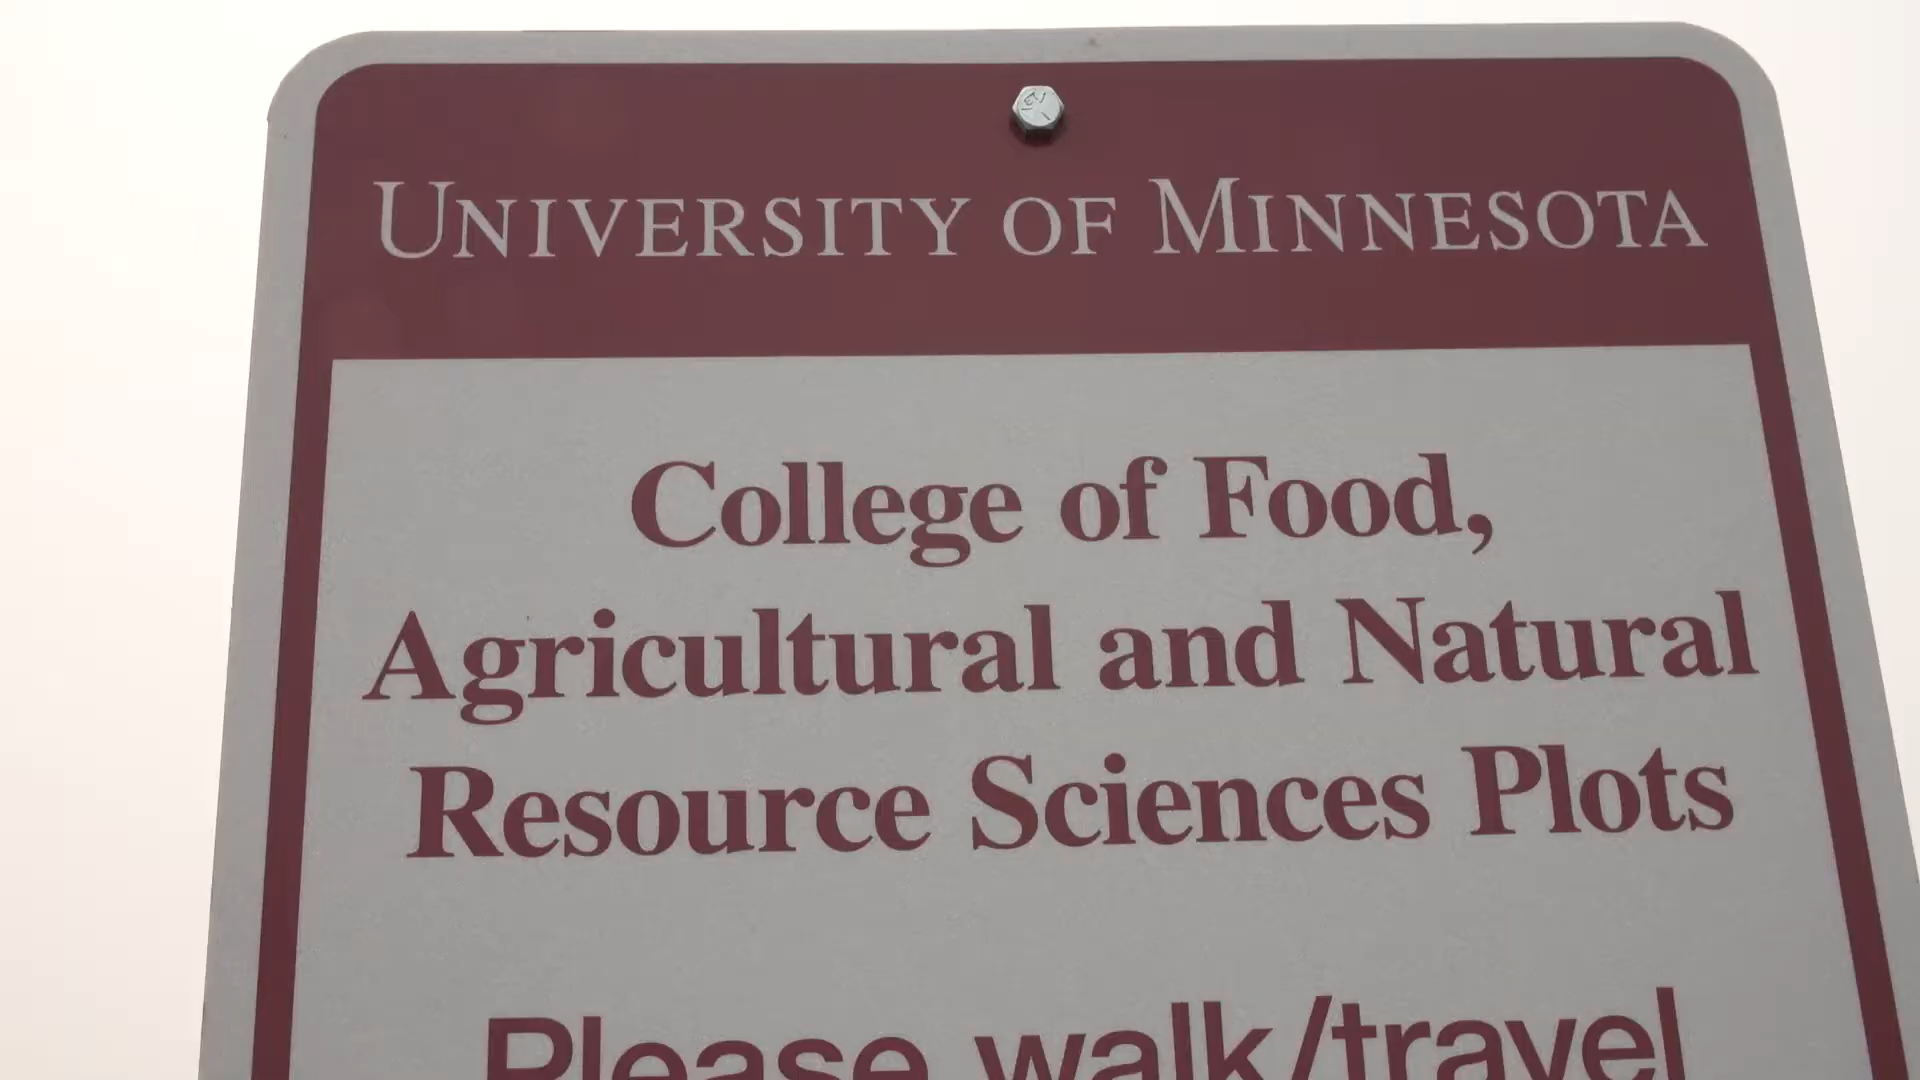 UNIVERSITY OF MINNESOTA
College of Food,
Agricultural and Natural
Resource Sciences Plots
Please walk/travel